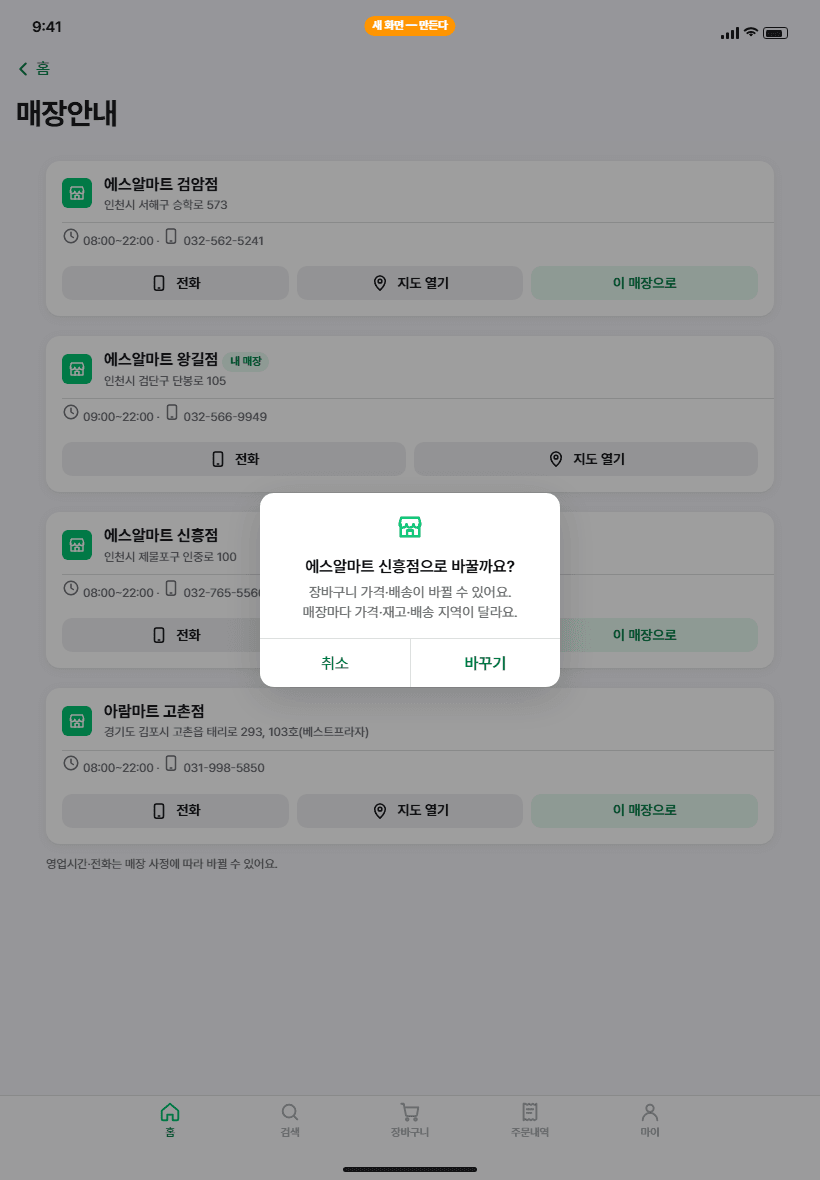 9:41
새 화면 — 만든다
홈
매장안내
에스알마트 검암점
인천시 서해구 승학로 573
08:00~22:00 · 032-562-5241
전화
지도 열기
이 매장으로
에스알마트 왕길점 내 매장
인천시 검단구 단봉로 105
09:00~22:00 · 032-566-9949
전화
지도 열기
에스알마트 신흥점
인천시 제물포구 인중로 100
08:00~22:00 · 032-765-556
전화
이 매장으로
에스알마트 신흥점으로 바꿀까요?
장바구니 가격·배송이 바뀔 수 있어요.
매장마다 가격·재고·배송 지역이 달라요.
취소
바꾸기
아람마트 고촌점
경기도 김포시 고촌읍 태리로 293, 103호(베스트프라자)
08:00~22:00 · 031-998-5850
전화
지도 열기
이 매장으로
영업시간·전화는 매장 사정에 따라 바뀔 수 있어요.
홈
검색
장바구니
주문내역
마이